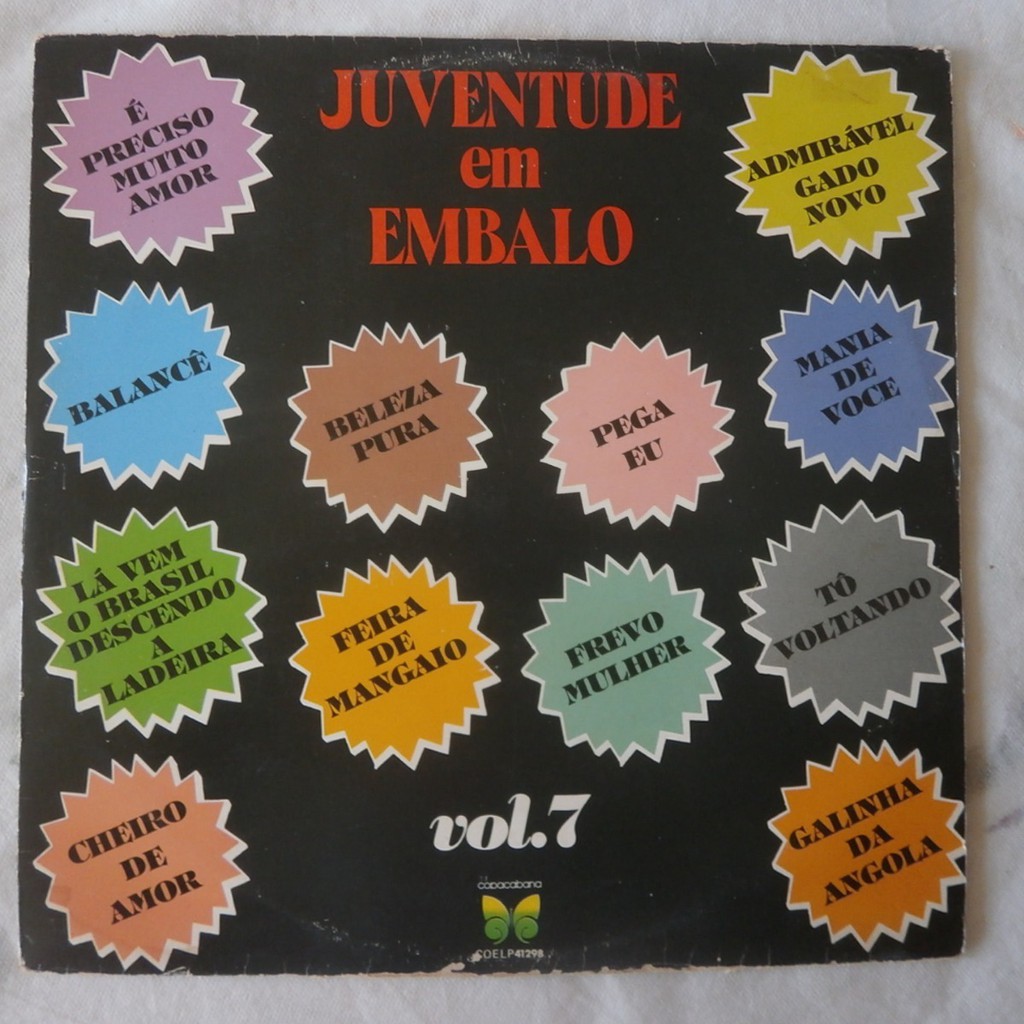 JUVENTUDE
em
EMBALO
É
PRECISO
MUITO
AMOR
ADMIRÁVEL
GADO
NOVO
BALANCÊ
BELEZA
PURA
PEGA
EU
MANIA
DE
VOCE
LÁ VEM
O BRASIL
DESCENDO
A
LADEIRA
FEIRA
DE
MANGAIO
FREVO
MULHER
TÔ
VOLTANDO
CHEIRO
DE
AMOR
GALINHA
DA
ANGOLA
vol.7
copacabana
COELP 41298